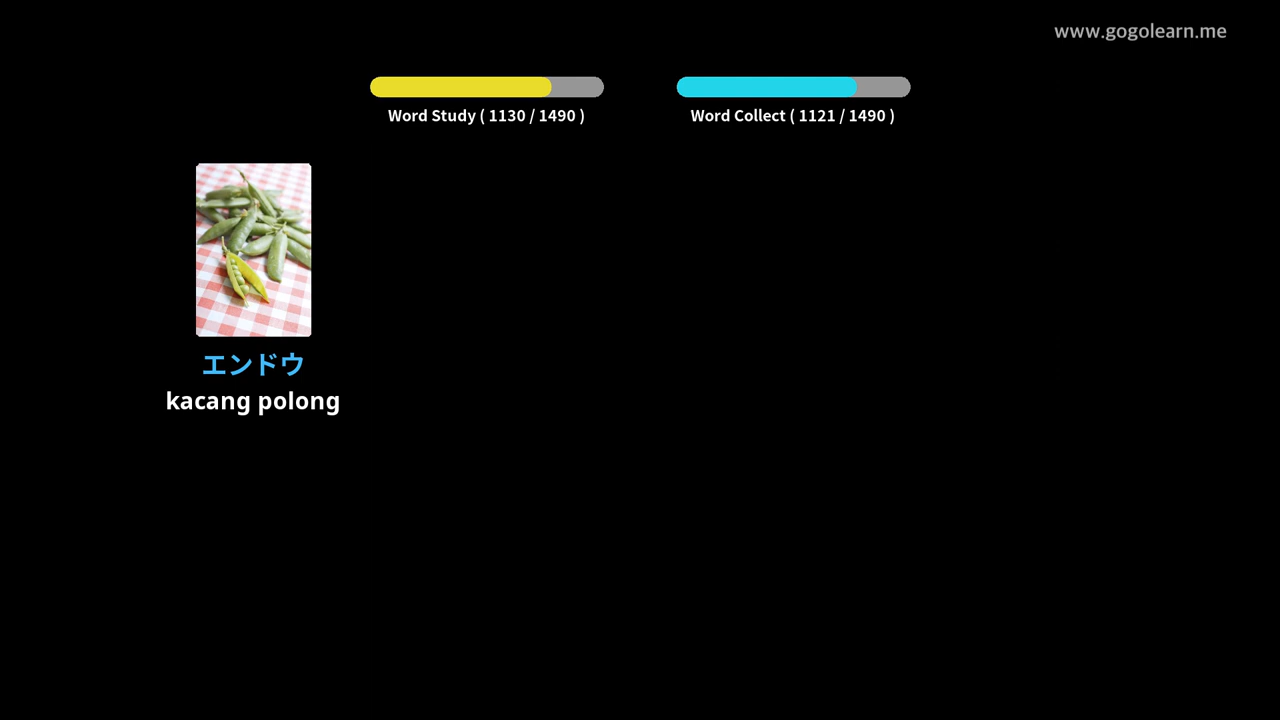 www.gogolearn.me
Word Study ( 1130 / 1490 )
Word Collect ( 1121 / 1490 )
エンドウ
kacang polong